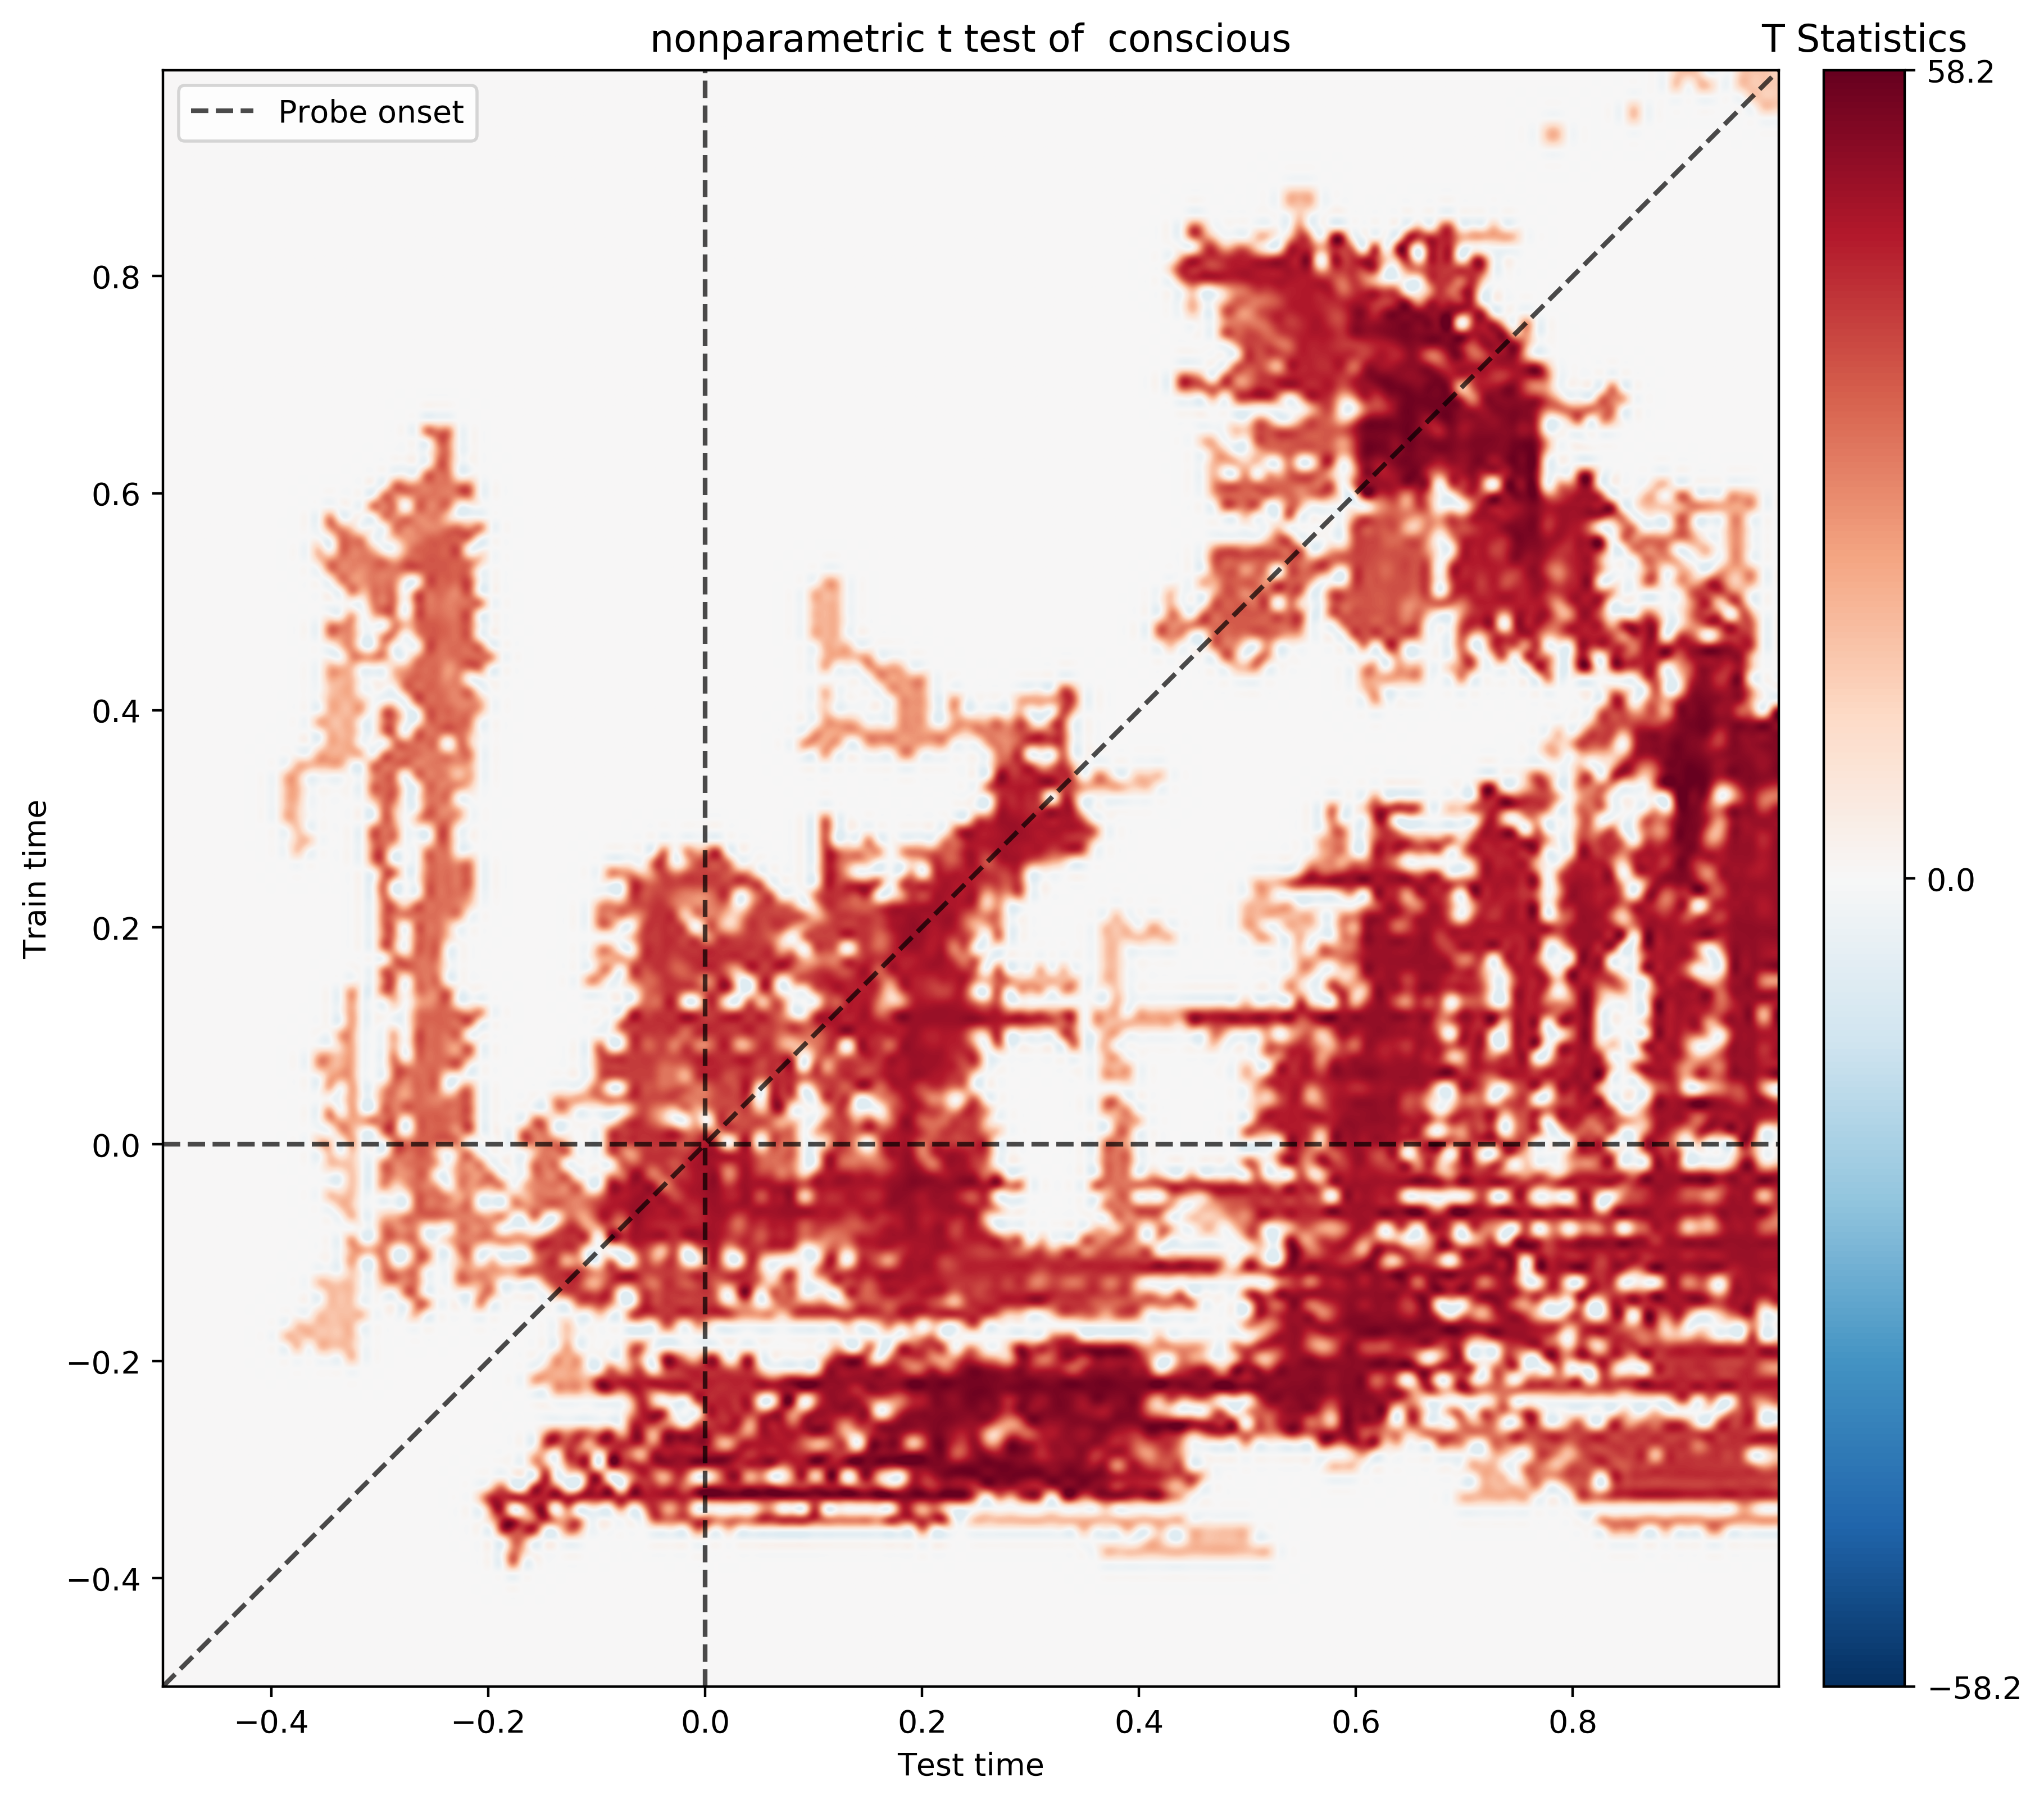 nonparametric t test of  conscious
T Statistics
Probe onset
58.2
0.0
−58.2
0.8
0.6
0.4
0.2
0.0
−0.2
−0.4
Train time
−0.4 −0.2 0.0 0.2 0.4 0.6 0.8
Test time